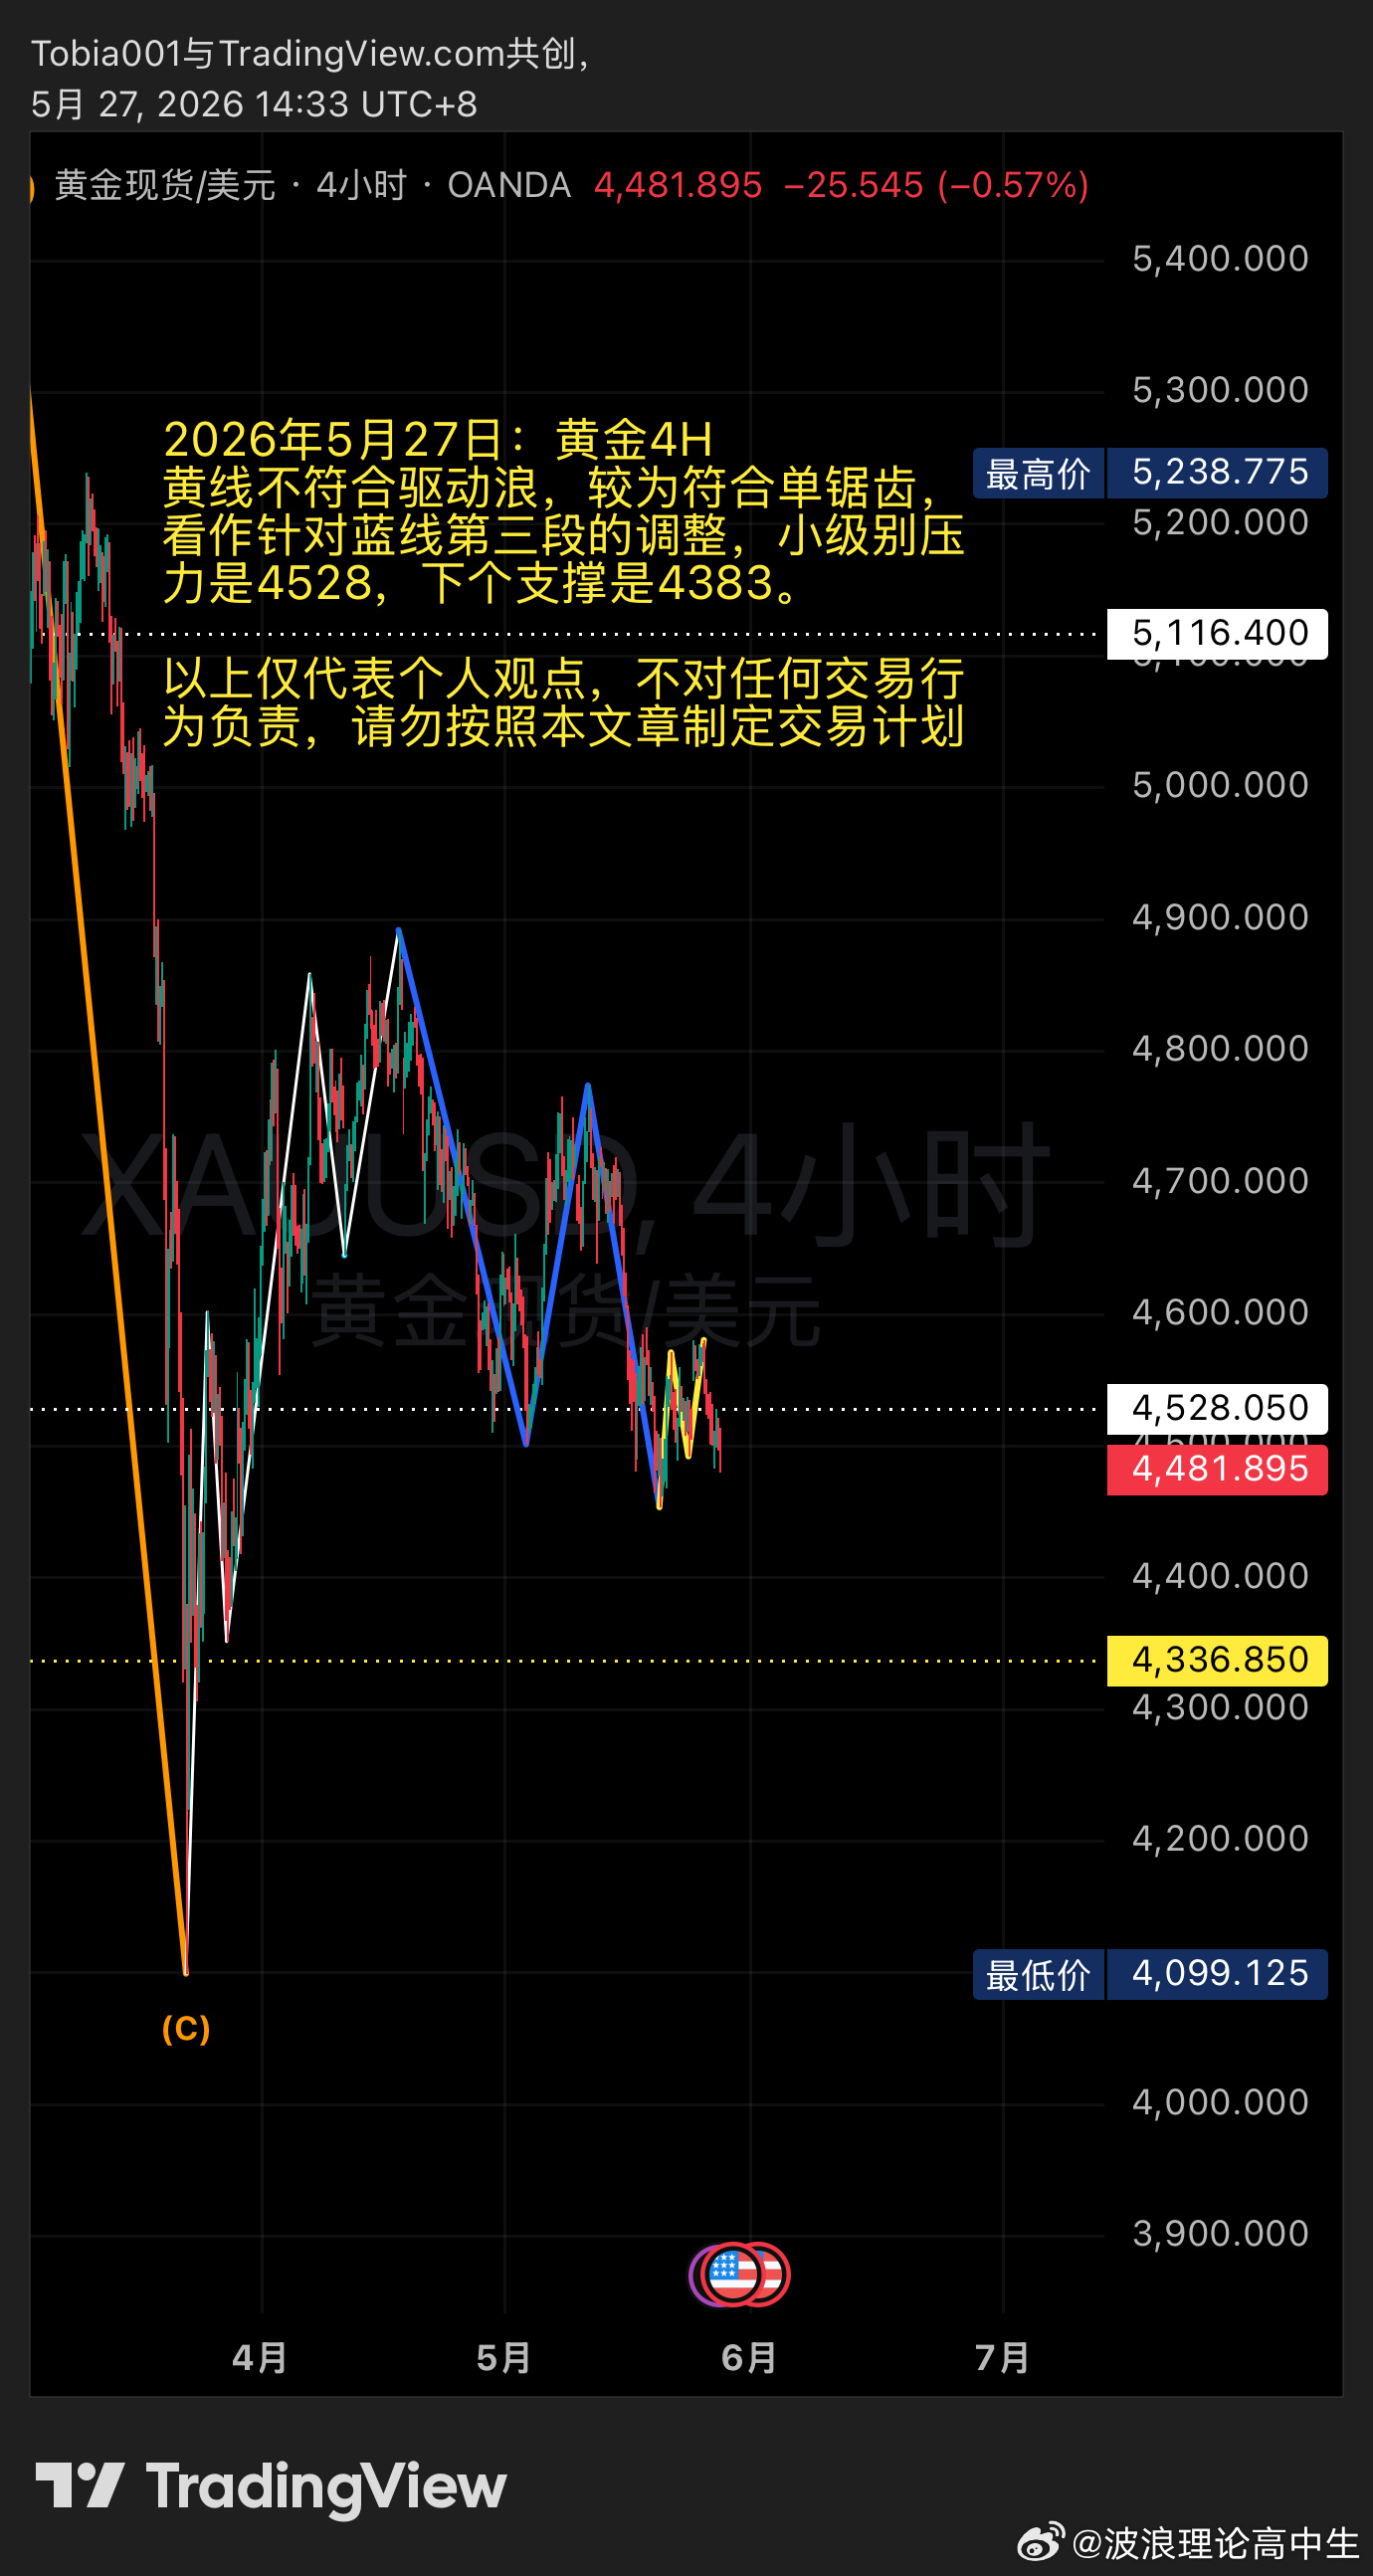 Tobia001与TradingView.com共创，
5月 27, 2026 14:33 UTC+8
黄金现货/美元 · 4小时 · OANDA 4,481.895 −25.545 (−0.57%)
5,400.000
5,300.000
2026年5月27日：黄金4H
黄线不符合驱动浪，较为符合单锯齿，
看作针对蓝线第三段的调整，小级别压
力是4528，下个支撑是4383。
最高价 5,238.775
5,200.000
5,116.400
以上仅代表个人观点，不对任何交易行
为负责，请勿按照本文章制定交易计划
5,000.000
4,900.000
4,800.000
XAUUSD, 4小时
4,700.000
黄金现货/美元
4,600.000
4,528.050
4,481.895
4,400.000
4,336.850
4,300.000
4,200.000
最低价 4,099.125
(C)
4,000.000
3,900.000
4月 5月 6月 7月
TradingView
@波浪理论高中生